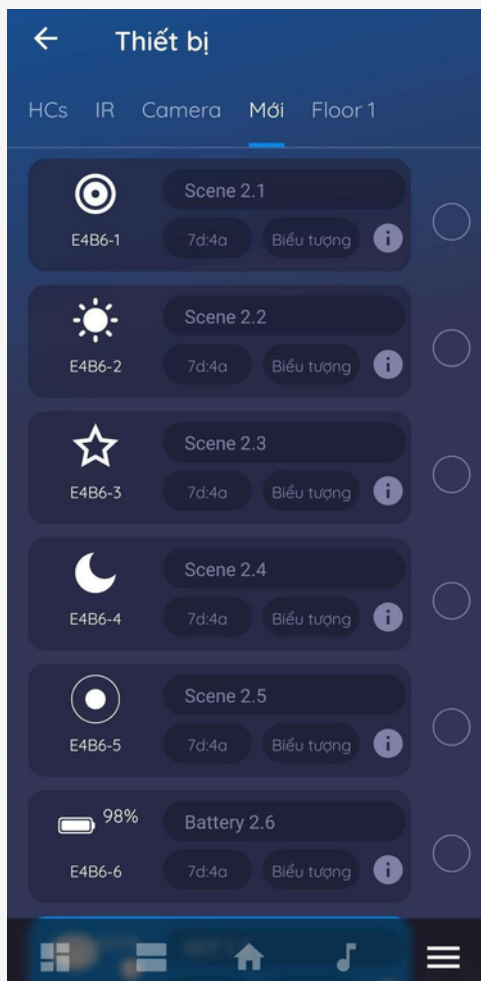 Thiết bị
HCs IR Camera Mới Floor 1
Scene 2.1
E4B6-1 7d:4a Biểu tượng i
Scene 2.2
E4B6-2 7d:4a Biểu tượng i
Scene 2.3
E4B6-3 7d:4a Biểu tượng i
Scene 2.4
E4B6-4 7d:4a Biểu tượng i
Scene 2.5
E4B6-5 7d:4a Biểu tượng i
98% Battery 2.6
E4B6-6 7d:4a Biểu tượng i